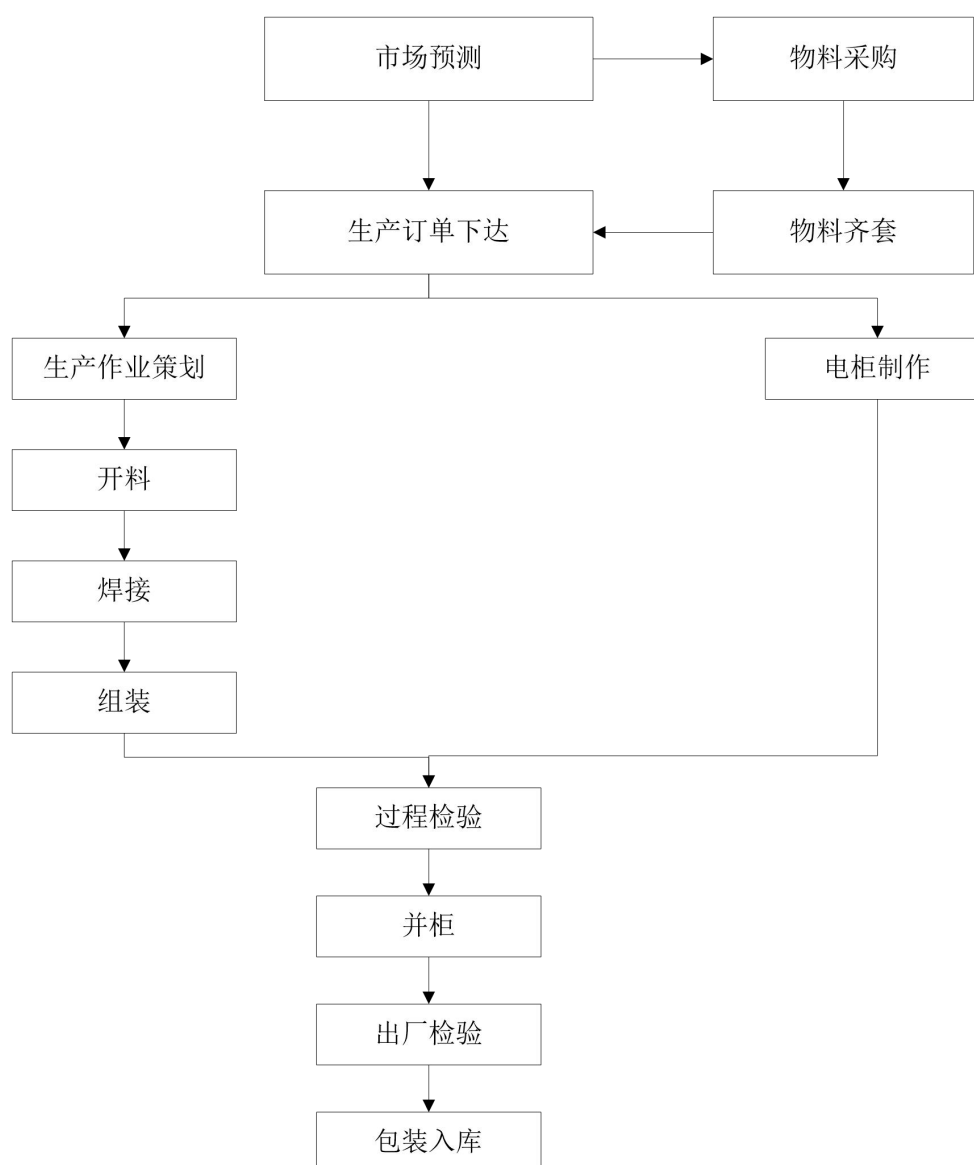 市场预测
物料采购
生产订单下达
物料齐套
生产作业策划
电柜制作
开料
焊接
组装
过程检验
并柜
出厂检验
包装入库